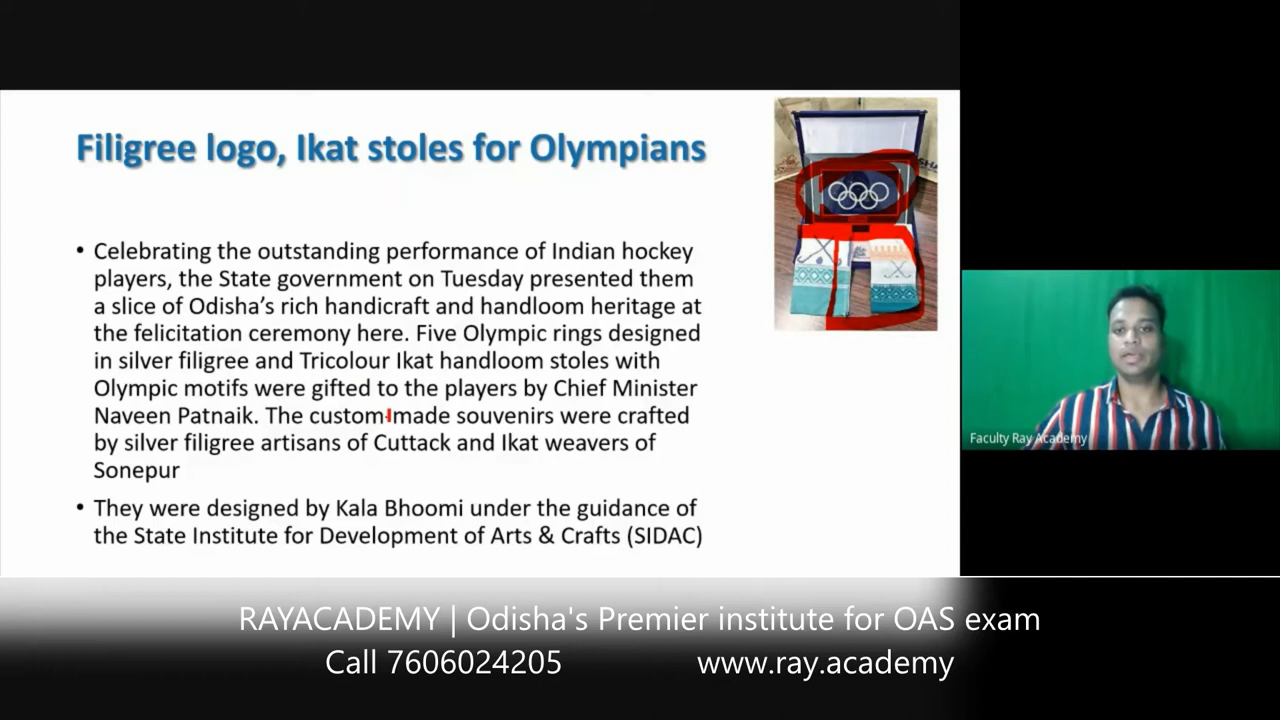 Filigree logo, Ikat stoles for Olympians
• Celebrating the outstanding performance of Indian hockey
players, the State government on Tuesday presented them
a slice of Odisha’s rich handicraft and handloom heritage at
the felicitation ceremony here. Five Olympic rings designed
in silver filigree and Tricolour Ikat handloom stoles with
Olympic motifs were gifted to the players by Chief Minister
Naveen Patnaik. The custom-made souvenirs were crafted
by silver filigree artisans of Cuttack and Ikat weavers of
Sonepur
• They were designed by Kala Bhoomi under the guidance of
the State Institute for Development of Arts & Crafts (SIDAC)
Faculty Ray Academy
RAYACADEMY | Odisha's Premier institute for OAS exam
Call 7606024205 www.ray.academy